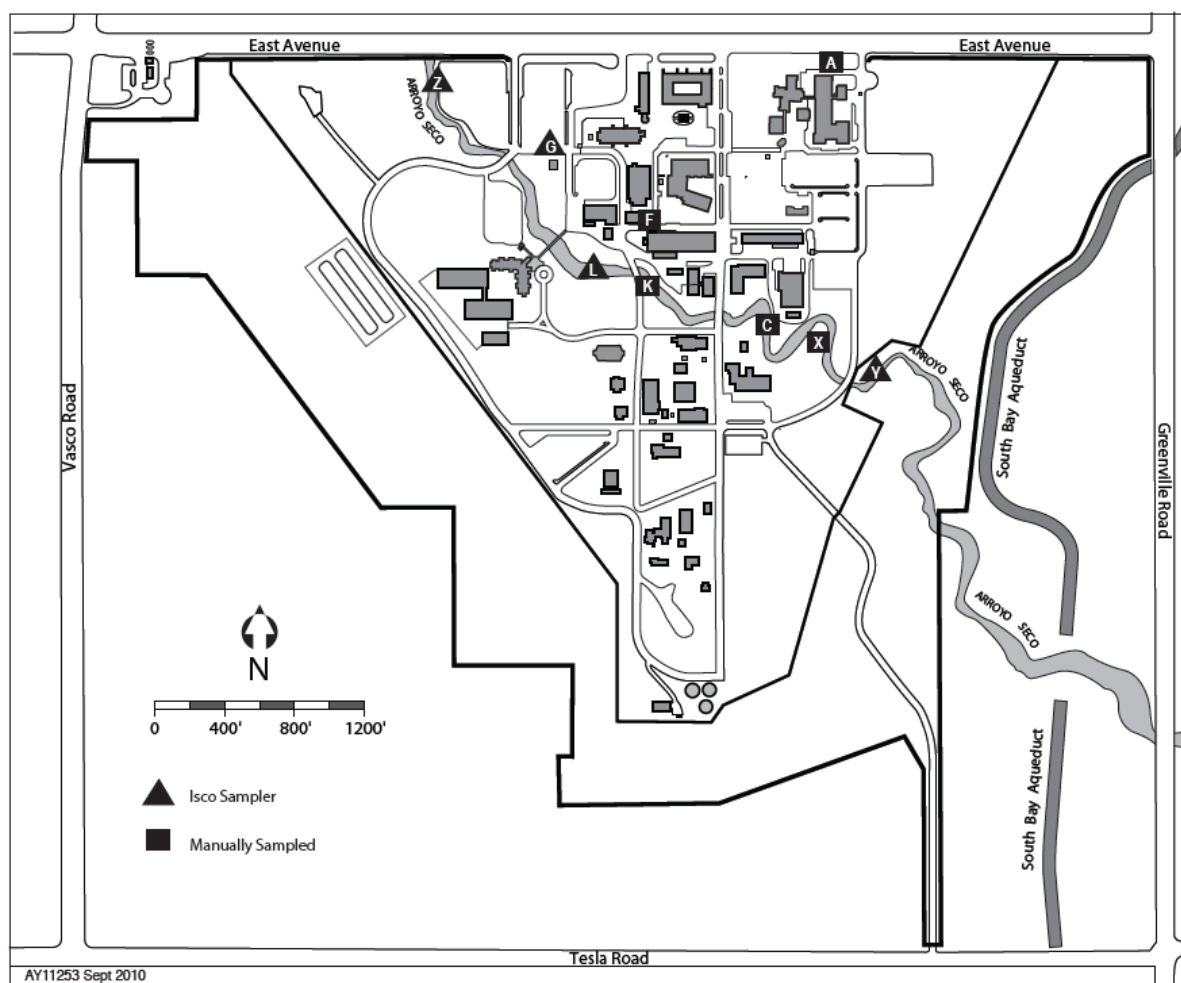 East Avenue
East Avenue
A
Z
ARROYO SECO
G
F
L
K
C
X
Y
ARROYO SECO
South Bay Aqueduct
Vasco Road
Greenville Road
ARROYO SECO
N
0 400' 800' 1200'
Isco Sampler
Manually Sampled
South Bay Aqueduct
Tesla Road
AY11253 Sept 2010